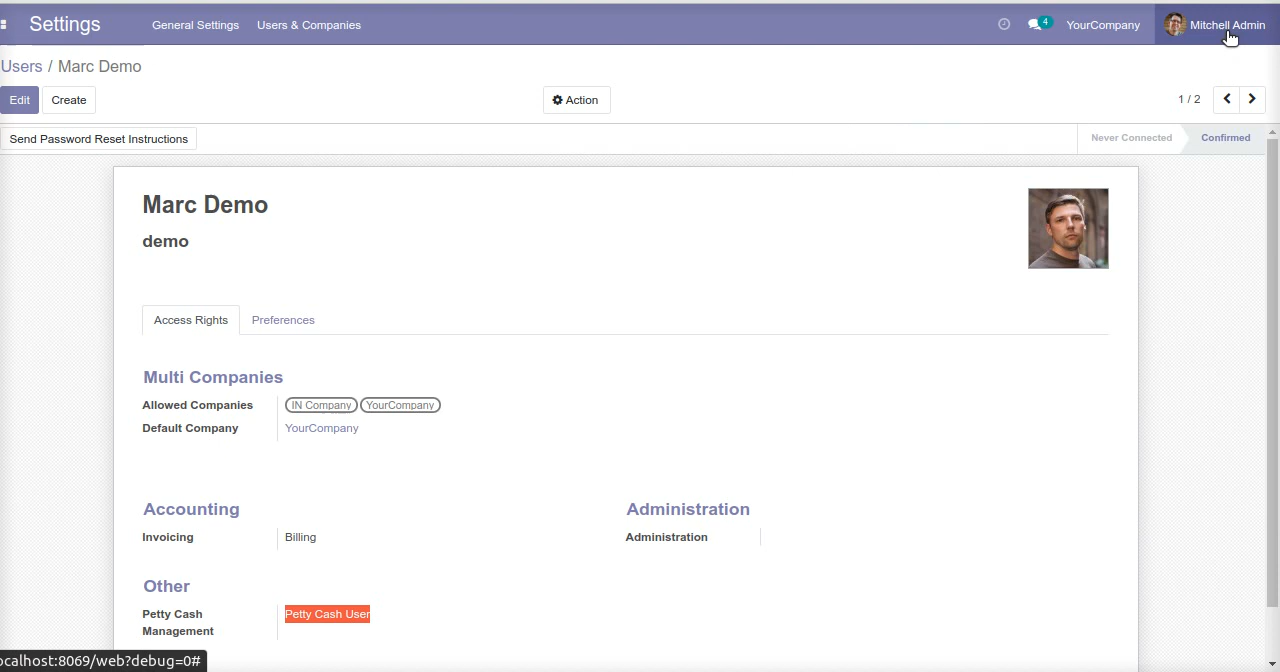 Settings General Settings Users & Companies 4 YourCompany Mitchell Admin
Users / Marc Demo
Edit Create Action 1 / 2
Send Password Reset Instructions Never Connected Confirmed
Marc Demo
demo
Access Rights Preferences
Multi Companies
Allowed Companies IN Company YourCompany
Default Company YourCompany
Accounting Administration
Invoicing Billing Administration
Other
Petty Cash Management Petty Cash User
ocalhost:8069/web?debug=0#